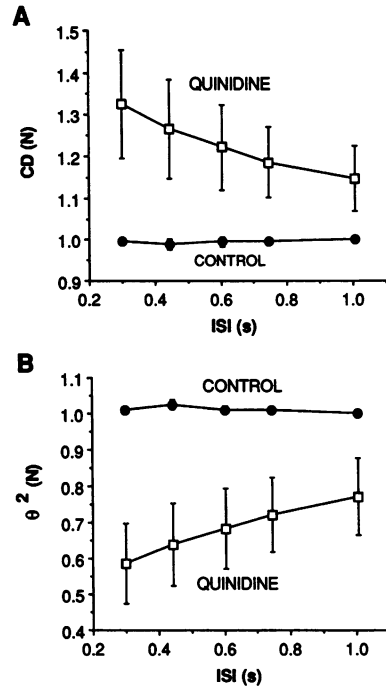 A
1.5
1.4
1.3
1.2
1.1
1.0
0.9
CD (N)
QUINIDINE
CONTROL
0.2 0.4 0.6 0.8 1.0
ISI (s)
B
1.1
1.0
0.9
0.8
0.7
0.6
0.5
0.4
θ² (N)
CONTROL
QUINIDINE
0.2 0.4 0.6 0.8 1.0
ISI (s)